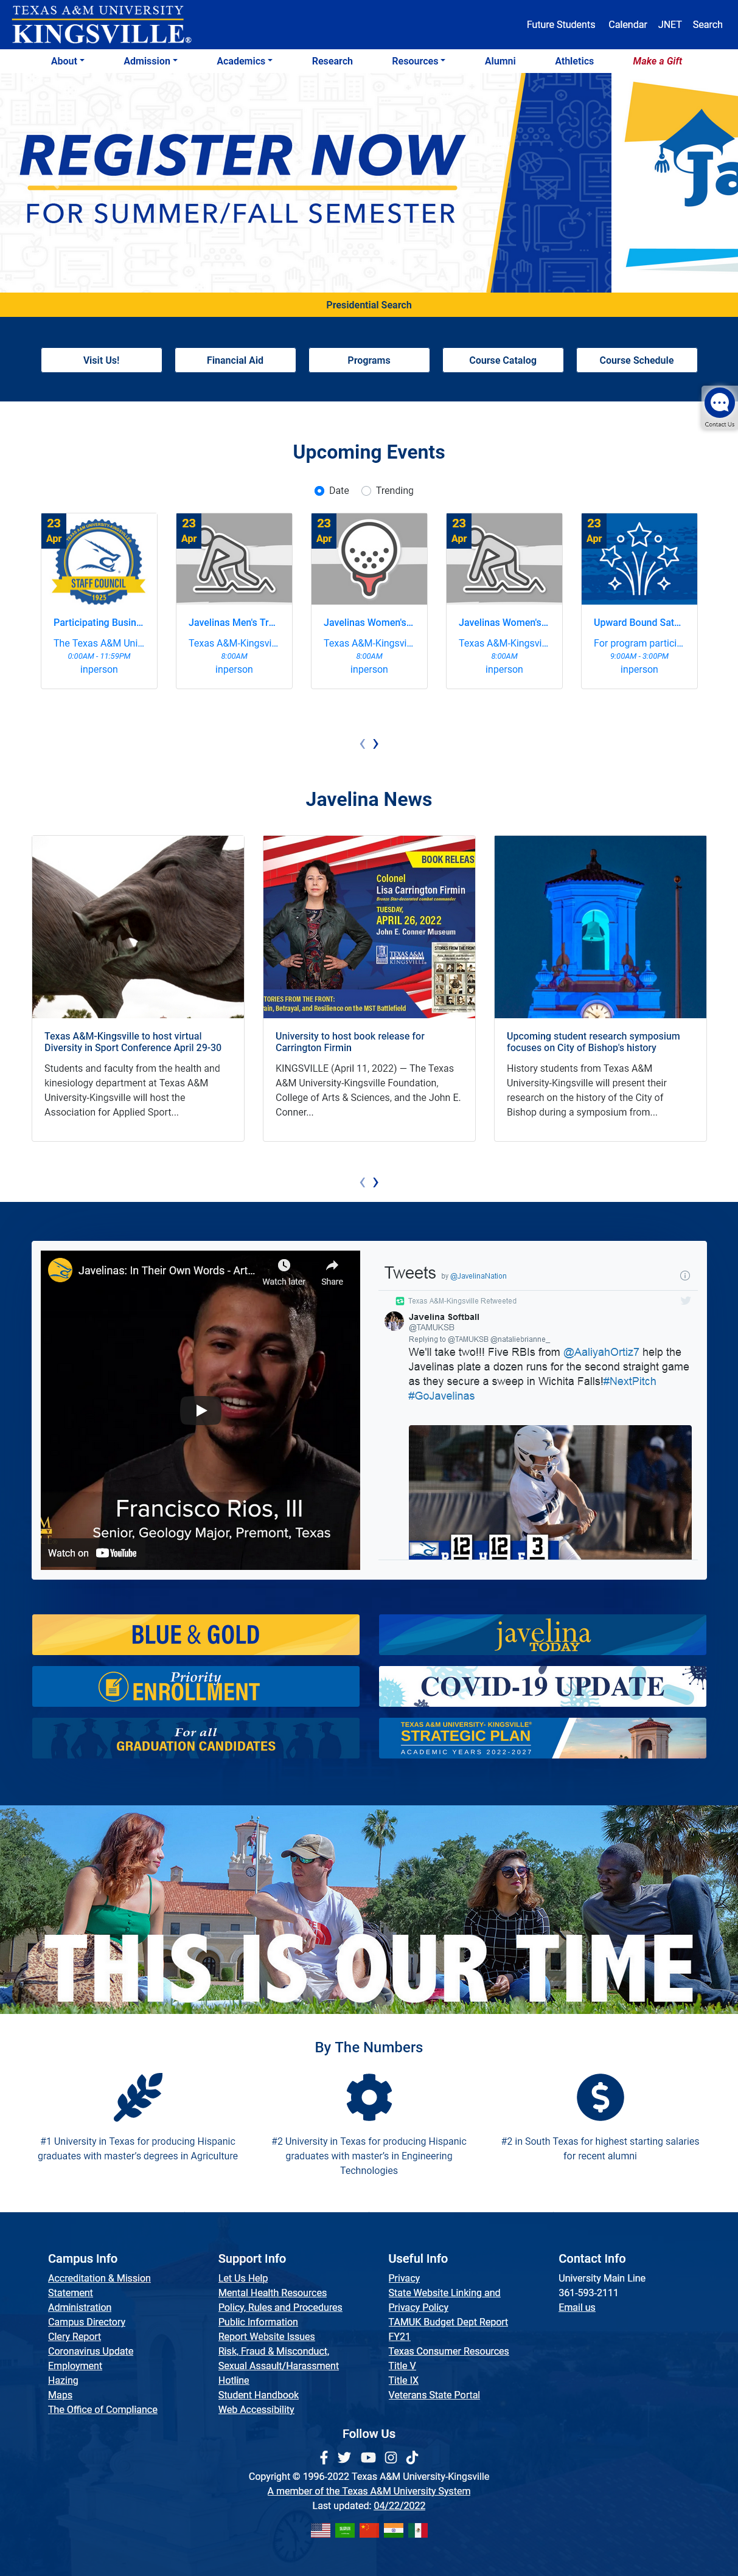 TEXAS A&M UNIVERSITY
KINGSVILLE®
Future Students Calendar JNET Search
About Admission Academics Research Resources Alumni Athletics Make a Gift
REGISTER NOW
FOR SUMMER/FALL SEMESTER
Ja
Presidential Search
Visit Us! Financial Aid Programs Course Catalog Course Schedule
Contact Us
Upcoming Events
Date Trending
23 Apr
STAFF COUNCIL
1925
Participating Busin...
The Texas A&M Uni...
0:00AM - 11:59PM
inperson
23 Apr
Javelinas Men's Tr...
Texas A&M-Kingsvi...
8:00AM
inperson
23 Apr
Javelinas Women's...
Texas A&M-Kingsvi...
8:00AM
inperson
23 Apr
Javelinas Women's...
Texas A&M-Kingsvi...
8:00AM
inperson
23 Apr
Upward Bound Sat...
For program partici...
9:00AM - 3:00PM
inperson
‹ ›
Javelina News
Texas A&M-Kingsville to host virtual
Diversity in Sport Conference April 29-30
Students and faculty from the health and
kinesiology department at Texas A&M
University-Kingsville will host the
Association for Applied Sport...
BOOK RELEAS
Colonel
Lisa Carrington Firmin
Bronze Star-decorated combat commander
TUESDAY,
APRIL 26, 2022
John E. Conner Museum
TEXAS A&M
KINGSVILLE
STORIES FROM THE FRONT
TORIES FROM THE FRONT:
ain, Betrayal, and Resilience on the MST Battlefield
University to host book release for
Carrington Firmin
KINGSVILLE (April 11, 2022) — The Texas
A&M University-Kingsville Foundation,
College of Arts & Sciences, and the John E.
Conner...
Upcoming student research symposium
focuses on City of Bishop's history
History students from Texas A&M
University-Kingsville will present their
research on the history of the City of
Bishop during a symposium from...
‹ ›
Javelinas: In Their Own Words - Art...
Watch later Share
Francisco Rios, III
Senior, Geology Major, Premont, Texas
Watch on YouTube
Tweets by @JavelinaNation
Texas A&M-Kingsville Retweeted
Javelina Softball
@TAMUKSB
Replying to @TAMUKSB @nataliebrianne_
We'll take two!!! Five RBIs from @AaliyahOrtiz7 help the
Javelinas plate a dozen runs for the second straight game
as they secure a sweep in Wichita Falls!#NextPitch
#GoJavelinas
R 12 H 12 E 3
BLUE & GOLD
javelina
TODAY
Priority
ENROLLMENT
COVID-19 UPDATE
For all
GRADUATION CANDIDATES
TEXAS A&M UNIVERSITY- KINGSVILLE®
STRATEGIC PLAN
ACADEMIC YEARS 2022-2027
THIS IS OUR TIME
By The Numbers
#1 University in Texas for producing Hispanic
graduates with master's degrees in Agriculture
#2 University in Texas for producing Hispanic
graduates with master's in Engineering
Technologies
#2 in South Texas for highest starting salaries
for recent alumni
Campus Info
Accreditation & Mission
Statement
Administration
Campus Directory
Clery Report
Coronavirus Update
Employment
Hazing
Maps
The Office of Compliance
Support Info
Let Us Help
Mental Health Resources
Policy, Rules and Procedures
Public Information
Report Website Issues
Risk, Fraud & Misconduct,
Sexual Assault/Harassment
Hotline
Student Handbook
Web Accessibility
Useful Info
Privacy
State Website Linking and
Privacy Policy
TAMUK Budget Dept Report
FY21
Texas Consumer Resources
Title V
Title IX
Veterans State Portal
Contact Info
University Main Line
361-593-2111
Email us
Follow Us
Copyright © 1996-2022 Texas A&M University-Kingsville
A member of the Texas A&M University System
Last updated: 04/22/2022